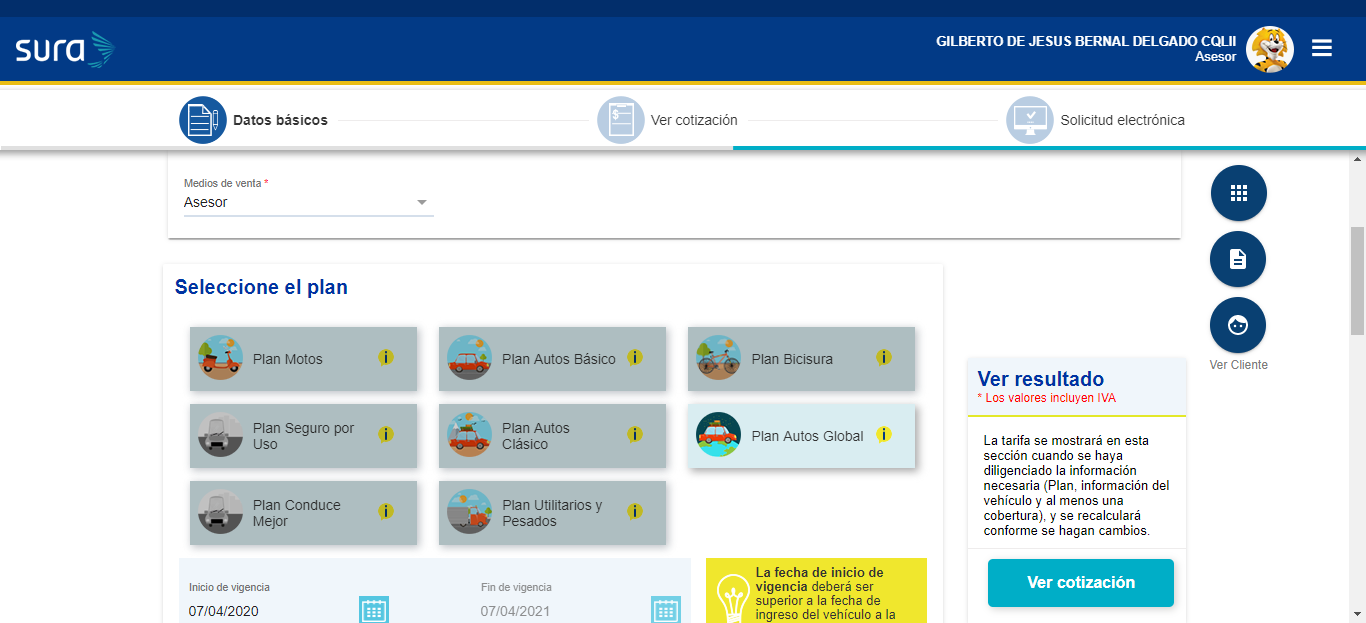 sura
GILBERTO DE JESUS BERNAL DELGADO CQLII
Asesor
Datos básicos
Ver cotización
Solicitud electrónica
Medios de venta *
Asesor
Seleccione el plan
Plan Motos
Plan Autos Básico
Plan Bicisura
Plan Seguro por
Uso
Plan Autos
Clásico
Plan Autos Global
Plan Conduce
Mejor
Plan Utilitarios y
Pesados
Inicio de vigencia
07/04/2020
Fin de vigencia
07/04/2021
La fecha de inicio de
vigencia deberá ser
superior a la fecha de
ingreso del vehículo a la
Ver resultado
* Los valores incluyen IVA
La tarifa se mostrará en esta
sección cuando se haya
diligenciado la información
necesaria (Plan, información del
vehículo y al menos una
cobertura), y se recalculará
conforme se hagan cambios.
Ver cotización
Ver Cliente